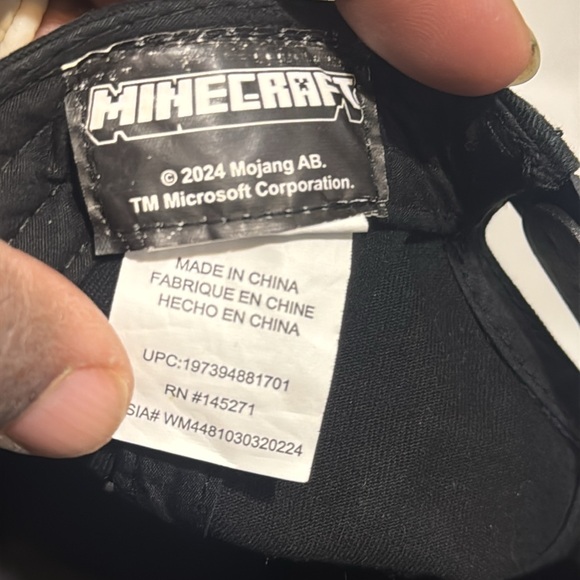 MINECRAFT
© 2024 Mojang AB.
TM Microsoft Corporation.
MADE IN CHINA
FABRIQUE EN CHINE
HECHO EN CHINA
UPC:197394881701
RN #145271
SIA# WM4481030320224